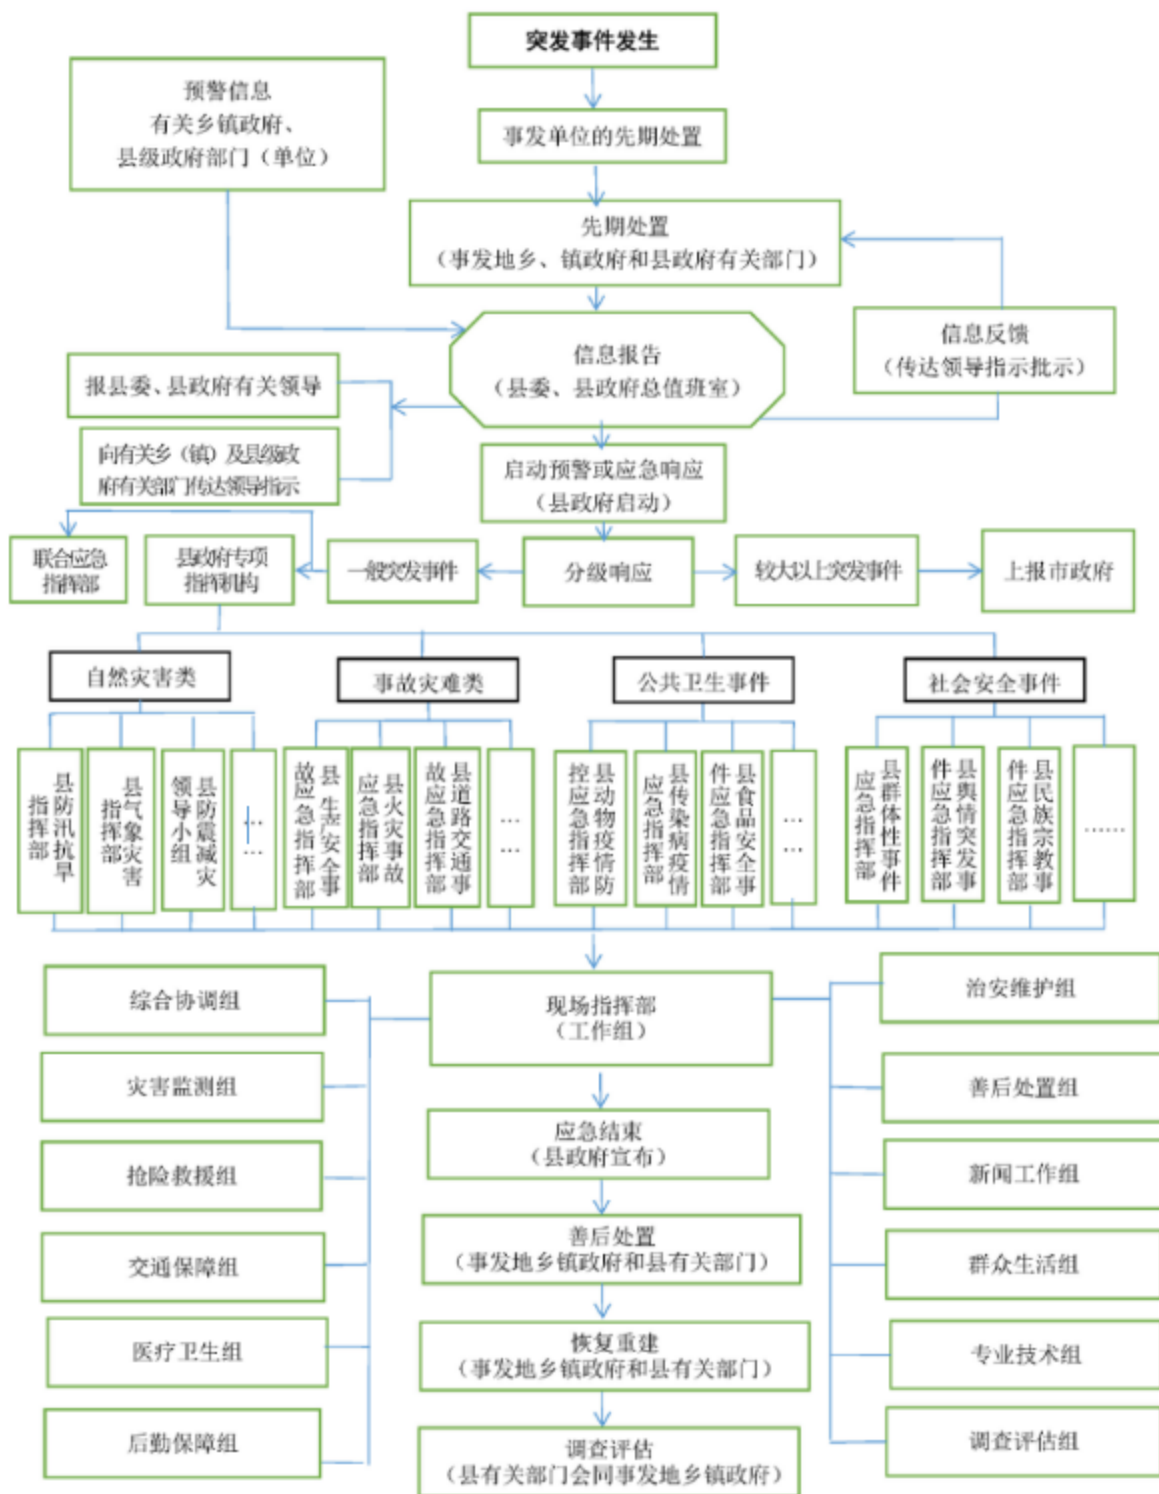 突发事件发生
预警信息
有关乡镇政府、
县级政府部门（单位）
事发单位的先期处置
先期处置
（事发地乡、镇政府和县政府有关部门）
信息报告
（县委、县政府总值班室）
信息反馈
（传达领导指示批示）
报县委、县政府有关领导
向有关乡（镇）及县级政
府有关部门传达领导指示
启动预警或应急响应
（县政府启动）
联合应急
指挥部
县政府专项
指挥机构
一般突发事件
分级响应
较大以上突发事件
上报市政府
自然灾害类
事故灾难类
公共卫生事件
社会安全事件
县防汛抗旱
指挥部
县气象灾害
指挥部
县防震减灾
领导小组
…
…
县生产安全事
故应急指挥部
县火灾事故
应急指挥部
县道路交通事
故应急指挥部
…
…
县动物疫情防
控应急指挥部
县传染病疫情
应急指挥部
县食品安全事
件应急指挥部
…
…
县群体性事件
应急指挥部
县舆情突发事
件应急指挥部
县民族宗教事
件应急指挥部
……
现场指挥部
（工作组）
综合协调组
灾害监测组
抢险救援组
交通保障组
医疗卫生组
后勤保障组
应急结束
（县政府宣布）
善后处置
（事发地乡镇政府和县有关部门）
恢复重建
（事发地乡镇政府和县有关部门）
调查评估
（县有关部门会同事发地乡镇政府）
治安维护组
善后处置组
新闻工作组
群众生活组
专业技术组
调查评估组